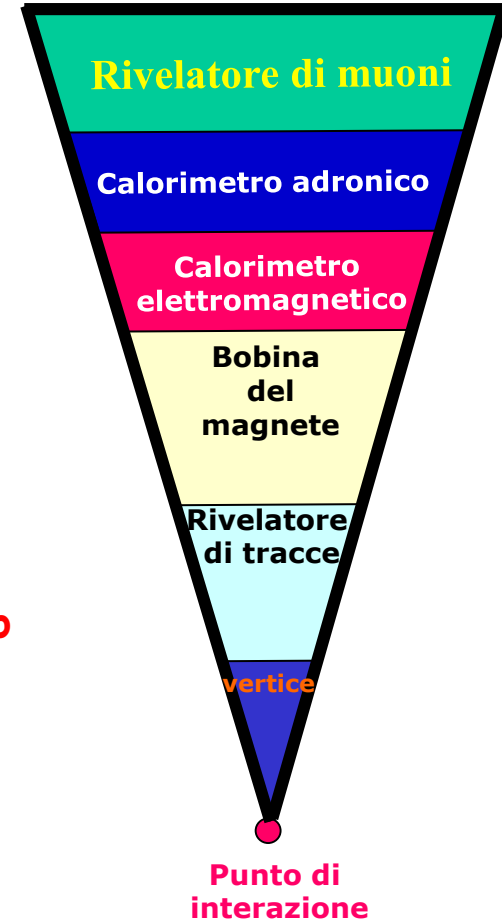 Rivelatore di muoni
Calorimetro adronico
Calorimetro
elettromagnetico
Bobina
del
magnete
Rivelatore
di tracce
vertice
Punto di
interazione